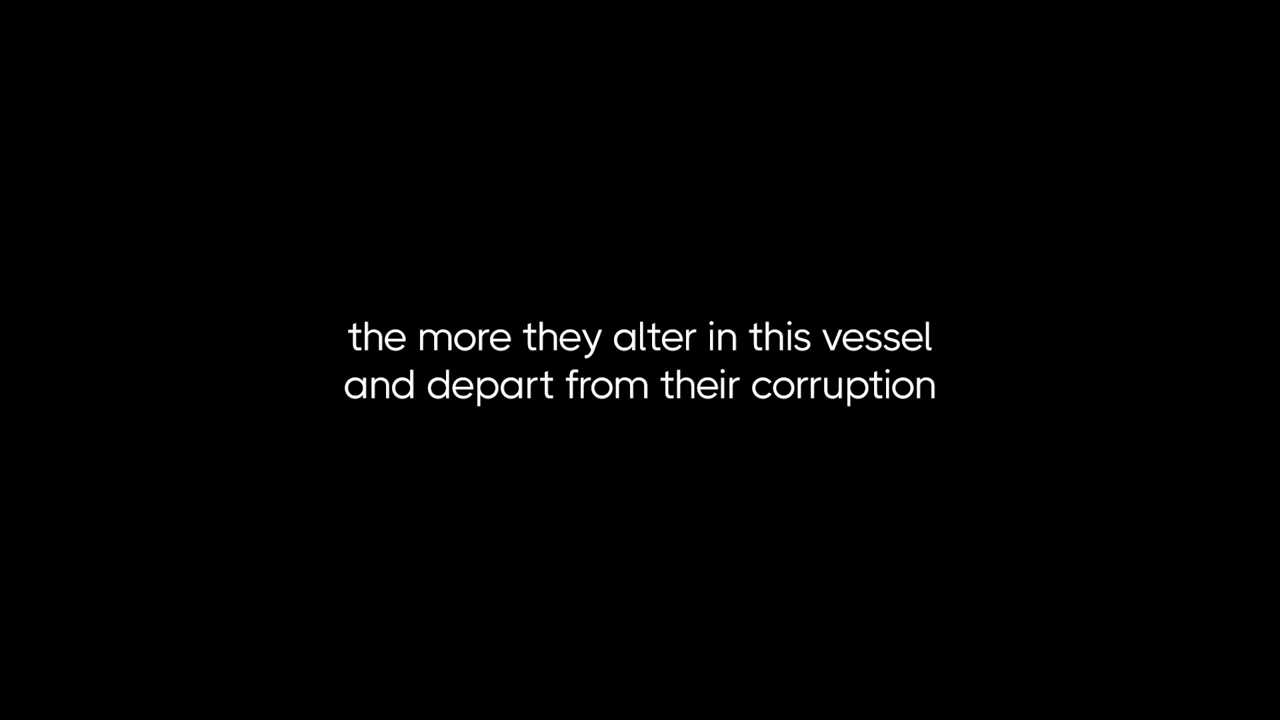 the more they alter in this vessel
and depart from their corruption